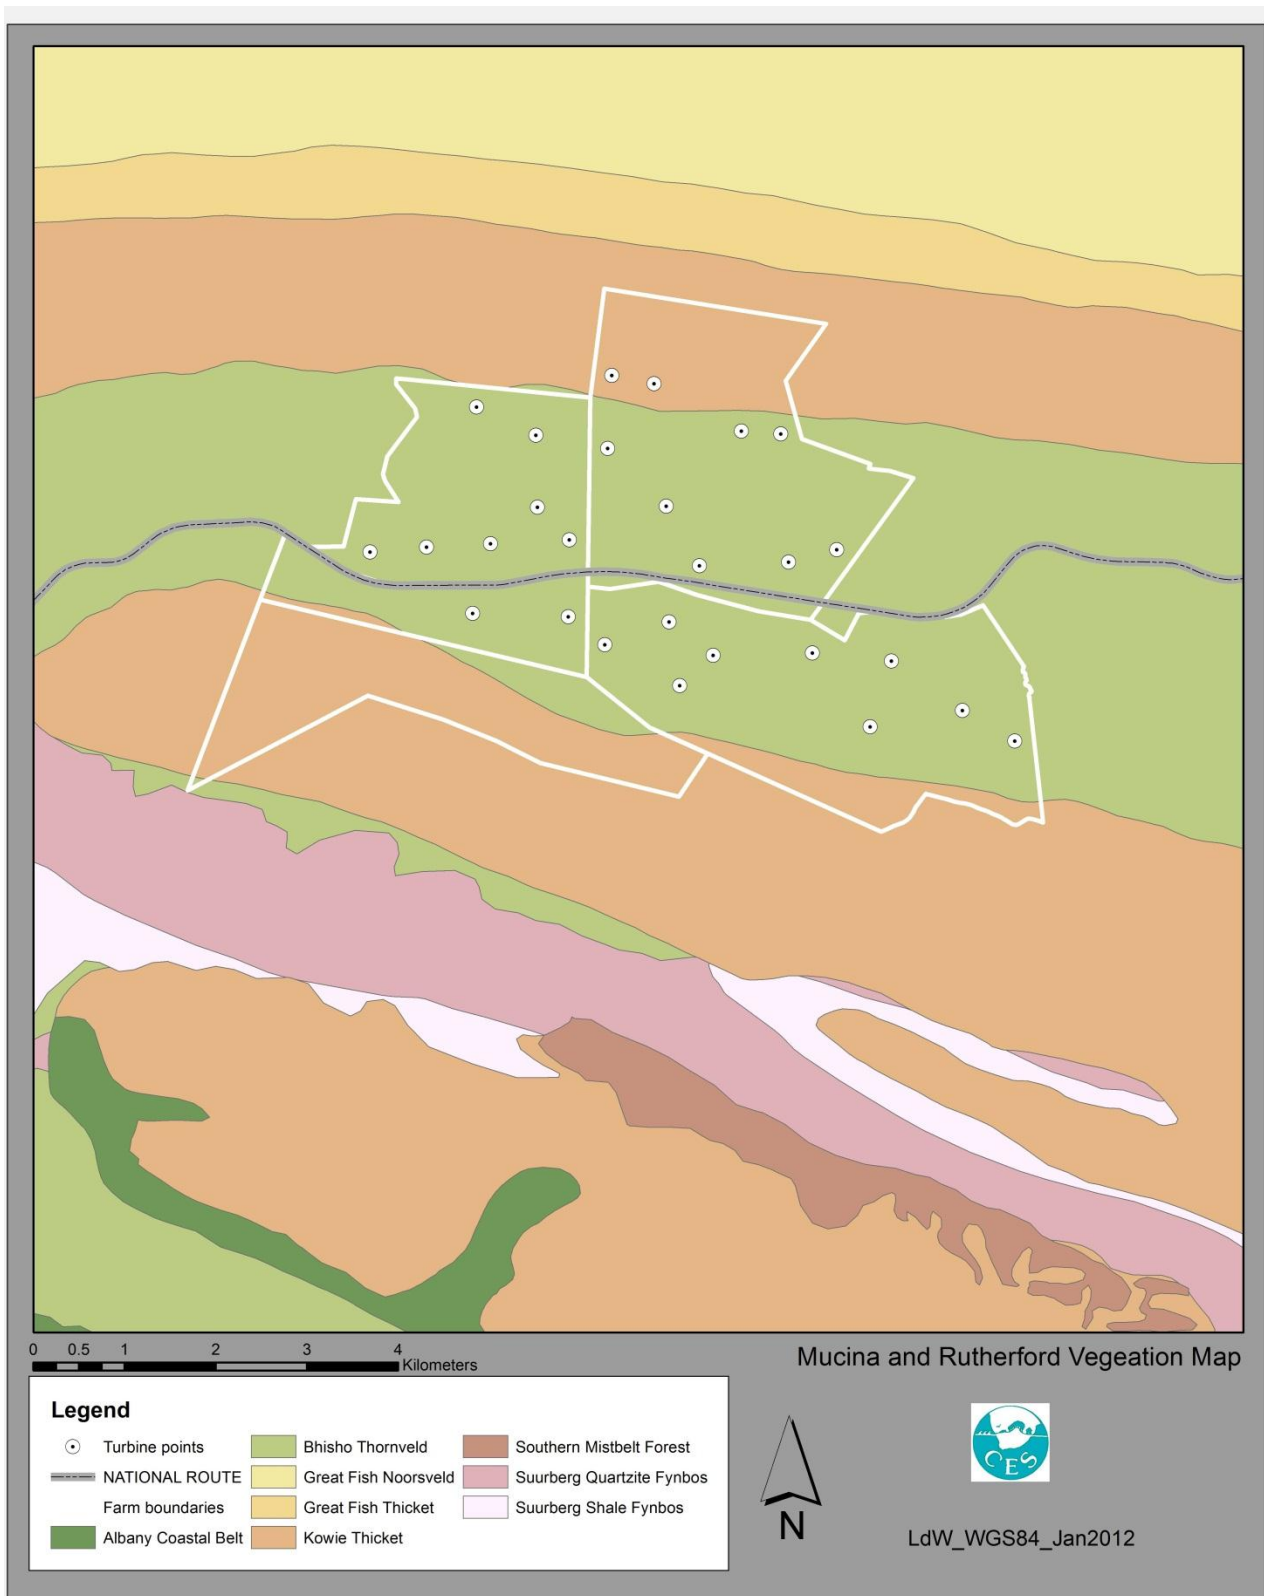 0 0.5 1 2 3 4
Kilometers
Mucina and Rutherford Vegeation Map
Legend
Turbine points
NATIONAL ROUTE
Farm boundaries
Albany Coastal Belt
Bhisho Thornveld
Great Fish Noorsveld
Great Fish Thicket
Kowie Thicket
Southern Mistbelt Forest
Suurberg Quartzite Fynbos
Suurberg Shale Fynbos
N
CES
LdW_WGS84_Jan2012